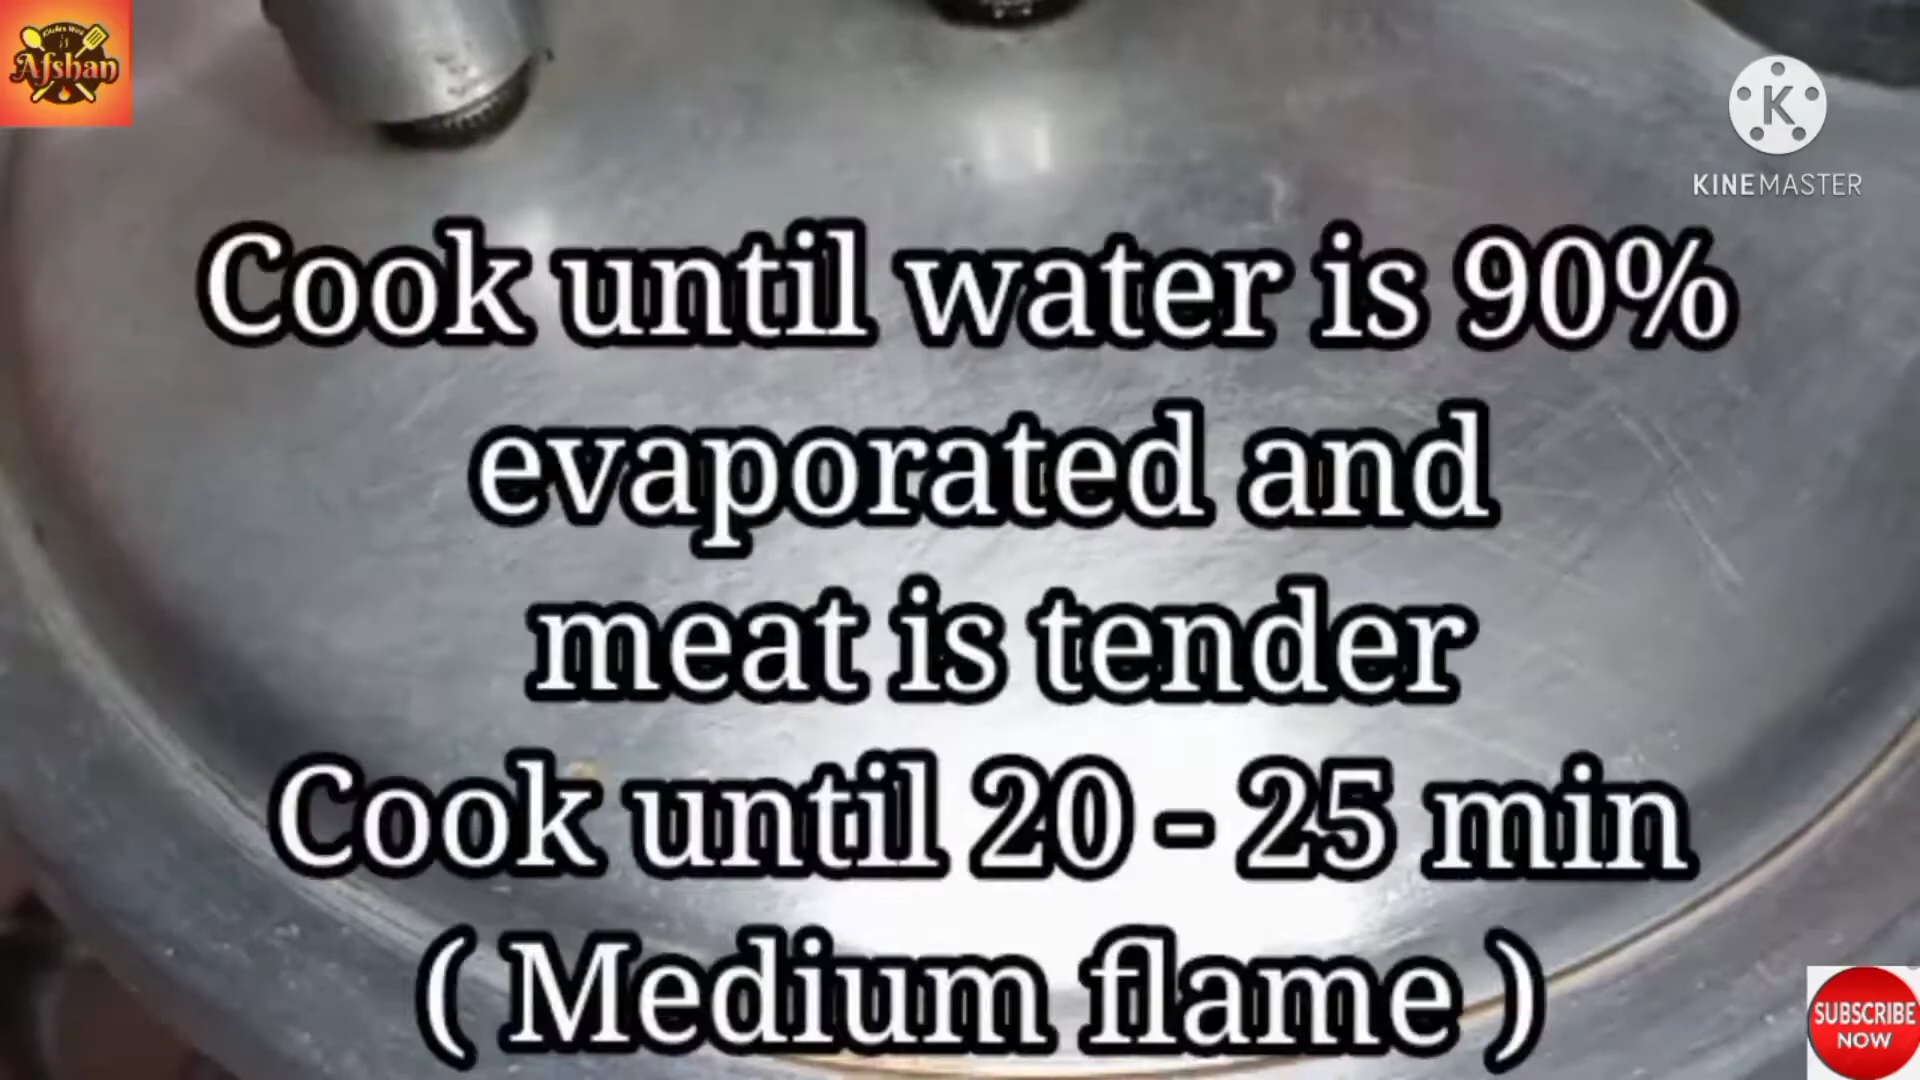 Afshan
K
KINEMASTER
Cook until water is 90%
evaporated and
meat is tender
Cook until 20 - 25 min
( Medium flame )
SUBSCRIBE
NOW